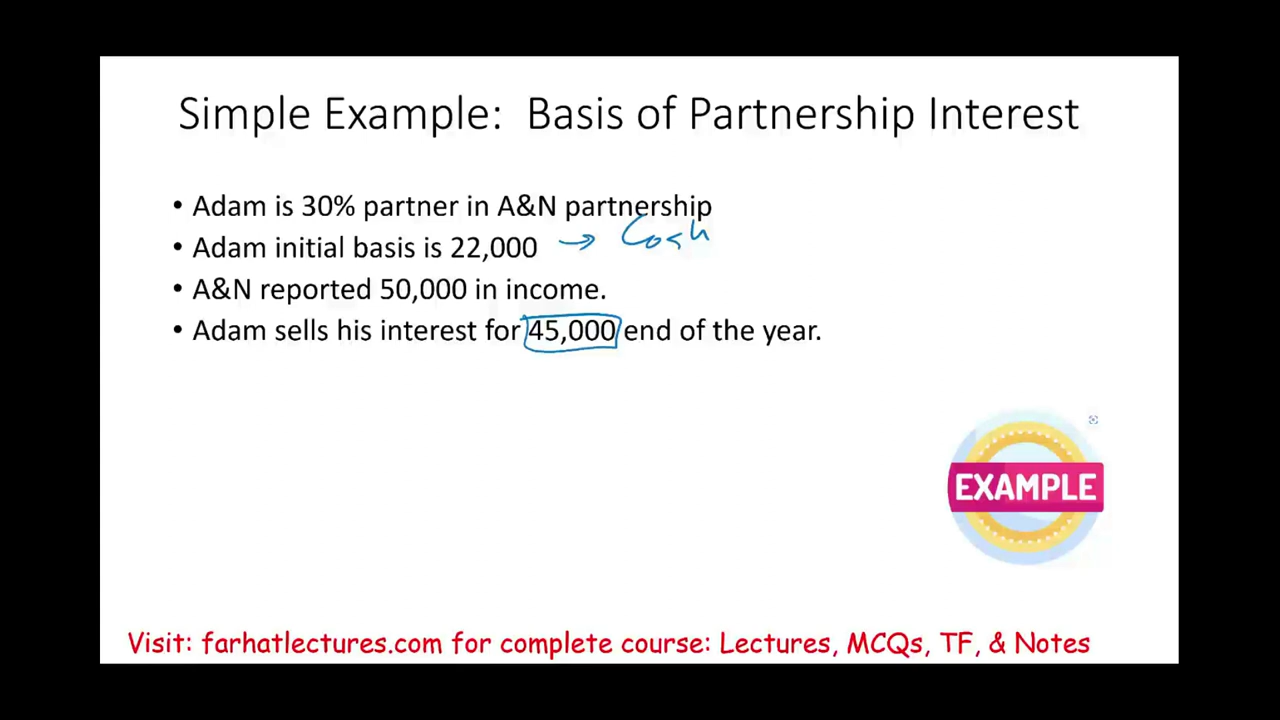 Simple Example: Basis of Partnership Interest
• Adam is 30% partner in A&N partnership
• Adam initial basis is 22,000 → Cash
• A&N reported 50,000 in income.
• Adam sells his interest for 45,000 end of the year.
EXAMPLE
Visit: farhatlectures.com for complete course: Lectures, MCQs, TF, & Notes